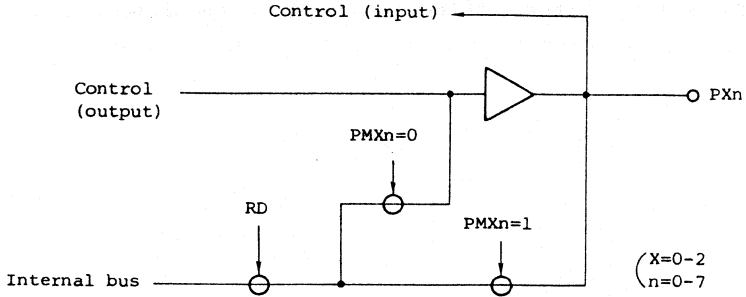 Control (input)
Control
(output)
PXn
PMXn=0
RD
PMXn=1
Internal bus
X=0-2
n=0-7